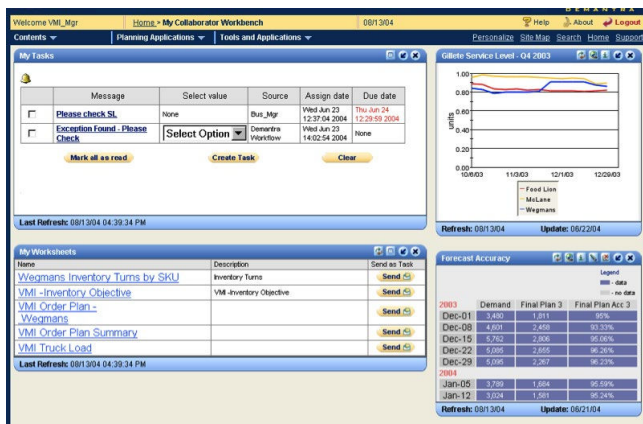 DEMANTRA
Welcome VMI_Mgr Home > My Collaborator Workbench 08/13/04 Help About Logout
Contents Planning Applications Tools and Applications Personalize Site Map Search Home Support
My Tasks
Message Select value Source Assign date Due date
Please check SL None Bus_Mgr Wed Jun 23 12:37:04 2004 Thu Jun 24 12:29:59 2004
Exception Found - Please Check Select Option Demantra Workflow Wed Jun 23 14:02:54 2004 None
Mark all as read Create Task Clear
Last Refresh: 08/13/04 04:39:34 PM
Gillete Service Level - Q4 2003
units
1.00
0.80
0.60
0.40
0.20
0.00
10/6/03 11/3/03 12/1/03 12/29/03
Food Lion
McLane
Wegmans
Refresh: 08/13/04 Update: 06/22/04
My Worksheets
Name Description Send as Task
Wegmans Inventory Turns by SKU Inventory Turns Send
VMI -Inventory Objective VMI -Inventory Objective Send
VMI Order Plan - Wegmans Send
VMI Order Plan Summary Send
VMI Truck Load Send
Last Refresh: 08/13/04 04:39:34 PM
Forecast Accuracy
Legend
- data
- no data
2003 Demand Final Plan 3 Final Plan Acc 3
Dec-01 3,480 1,811 95%
Dec-08 4,601 2,458 93.33%
Dec-15 5,762 2,806 95.06%
Dec-22 5,085 2,655 96.26%
Dec-29 5,095 2,267 96.23%
2004
Jan-05 3,789 1,684 95.59%
Jan-12 3,024 1,581 95.24%
Refresh: 08/13/04 Update: 06/21/04